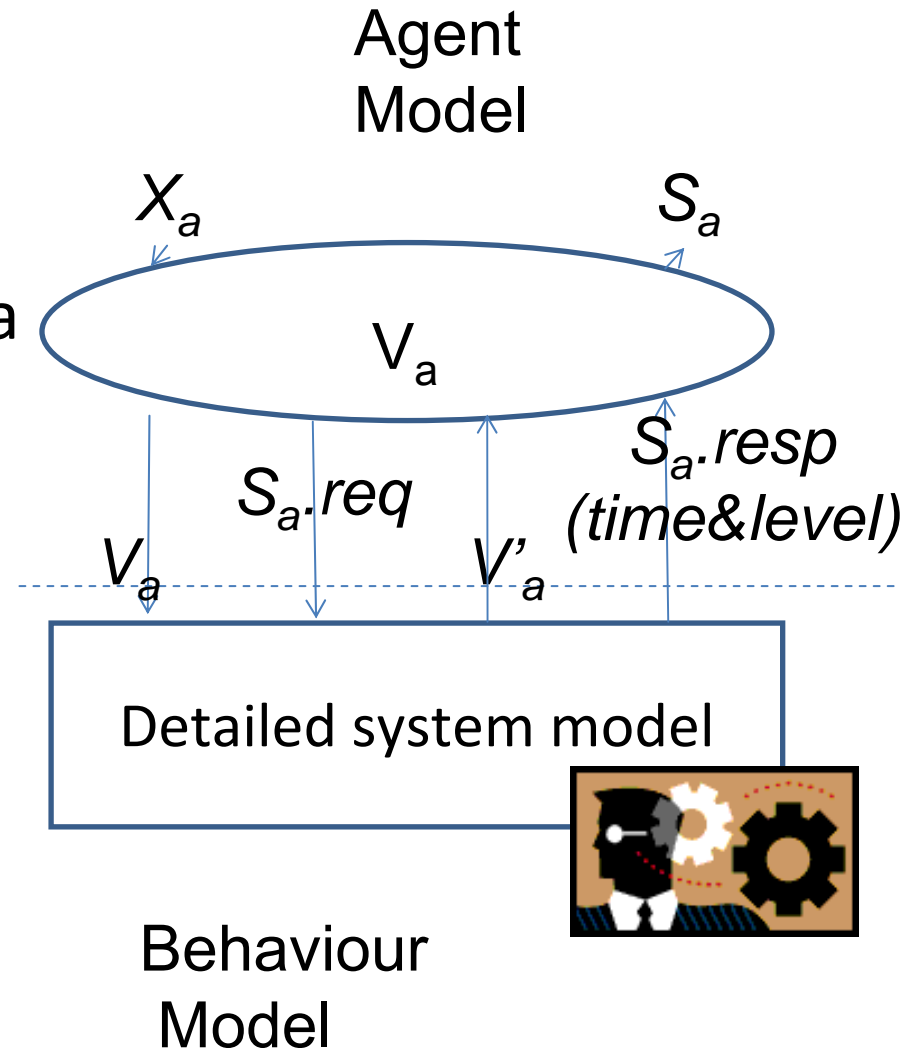 Agent
Model
Xₐ Sₐ
a
Vₐ
Sₐ.resp
Sₐ.req (time&level)
Vₐ V’ₐ
Detailed system model
Behaviour
Model